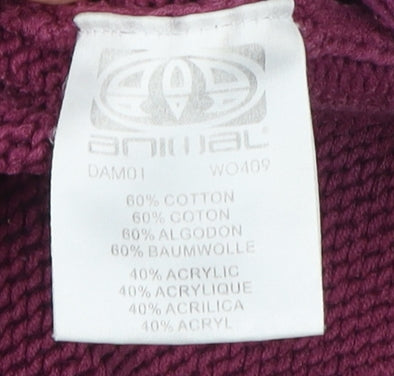 animal
DAM01 WO409
60% COTTON
60% COTON
60% ALGODON
60% BAUMWOLLE
40% ACRYLIC
40% ACRYLIQUE
40% ACRILICA
40% ACRYL